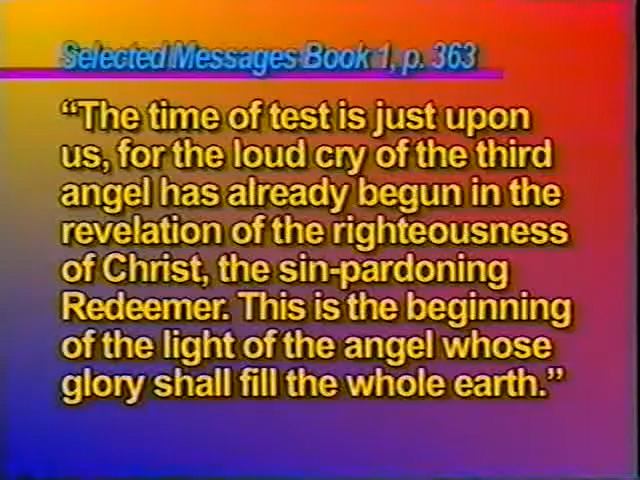 Selected Messages Book 1, p. 363
“The time of test is just upon
us, for the loud cry of the third
angel has already begun in the
revelation of the righteousness
of Christ, the sin-pardoning
Redeemer. This is the beginning
of the light of the angel whose
glory shall fill the whole earth.”